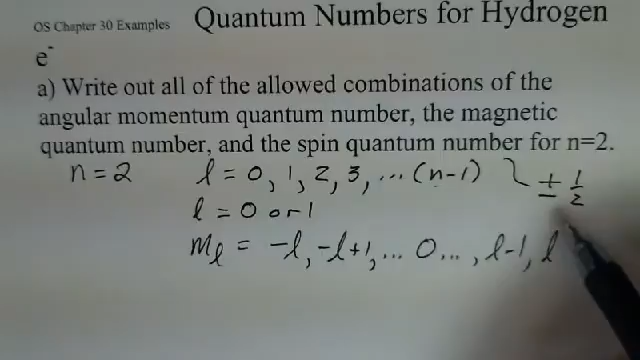 OS Chapter 30 Examples Quantum Numbers for Hydrogen
e⁻
a) Write out all of the allowed combinations of the
angular momentum quantum number, the magnetic
quantum number, and the spin quantum number for n=2.
n = 2 l = 0, 1, 2, 3, ... (n-1) ± 1/2
l = 0 or 1
m_l = -l, -l+1, ... 0 ..., l-1, l